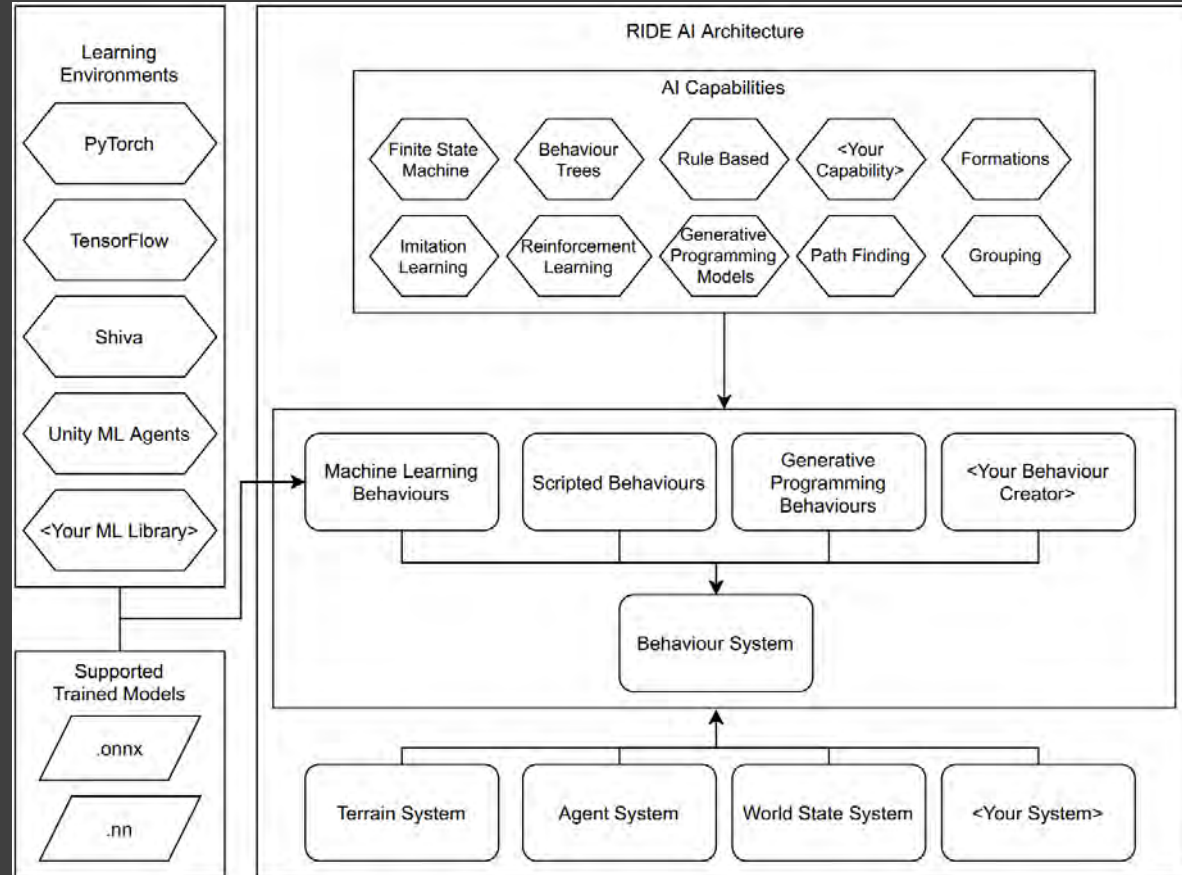 Learning
Environments
PyTorch
TensorFlow
Shiva
Unity ML Agents
<Your ML Library>
Supported
Trained Models
.onnx
.nn
RIDE AI Architecture
AI Capabilities
Finite State
Machine
Behaviour
Trees
Rule Based
<Your
Capability>
Formations
Imitation
Learning
Reinforcement
Learning
Generative
Programming
Models
Path Finding
Grouping
Machine Learning
Behaviours
Scripted Behaviours
Generative
Programming
Behaviours
<Your Behaviour
Creator>
Behaviour System
Terrain System
Agent System
World State System
<Your System>